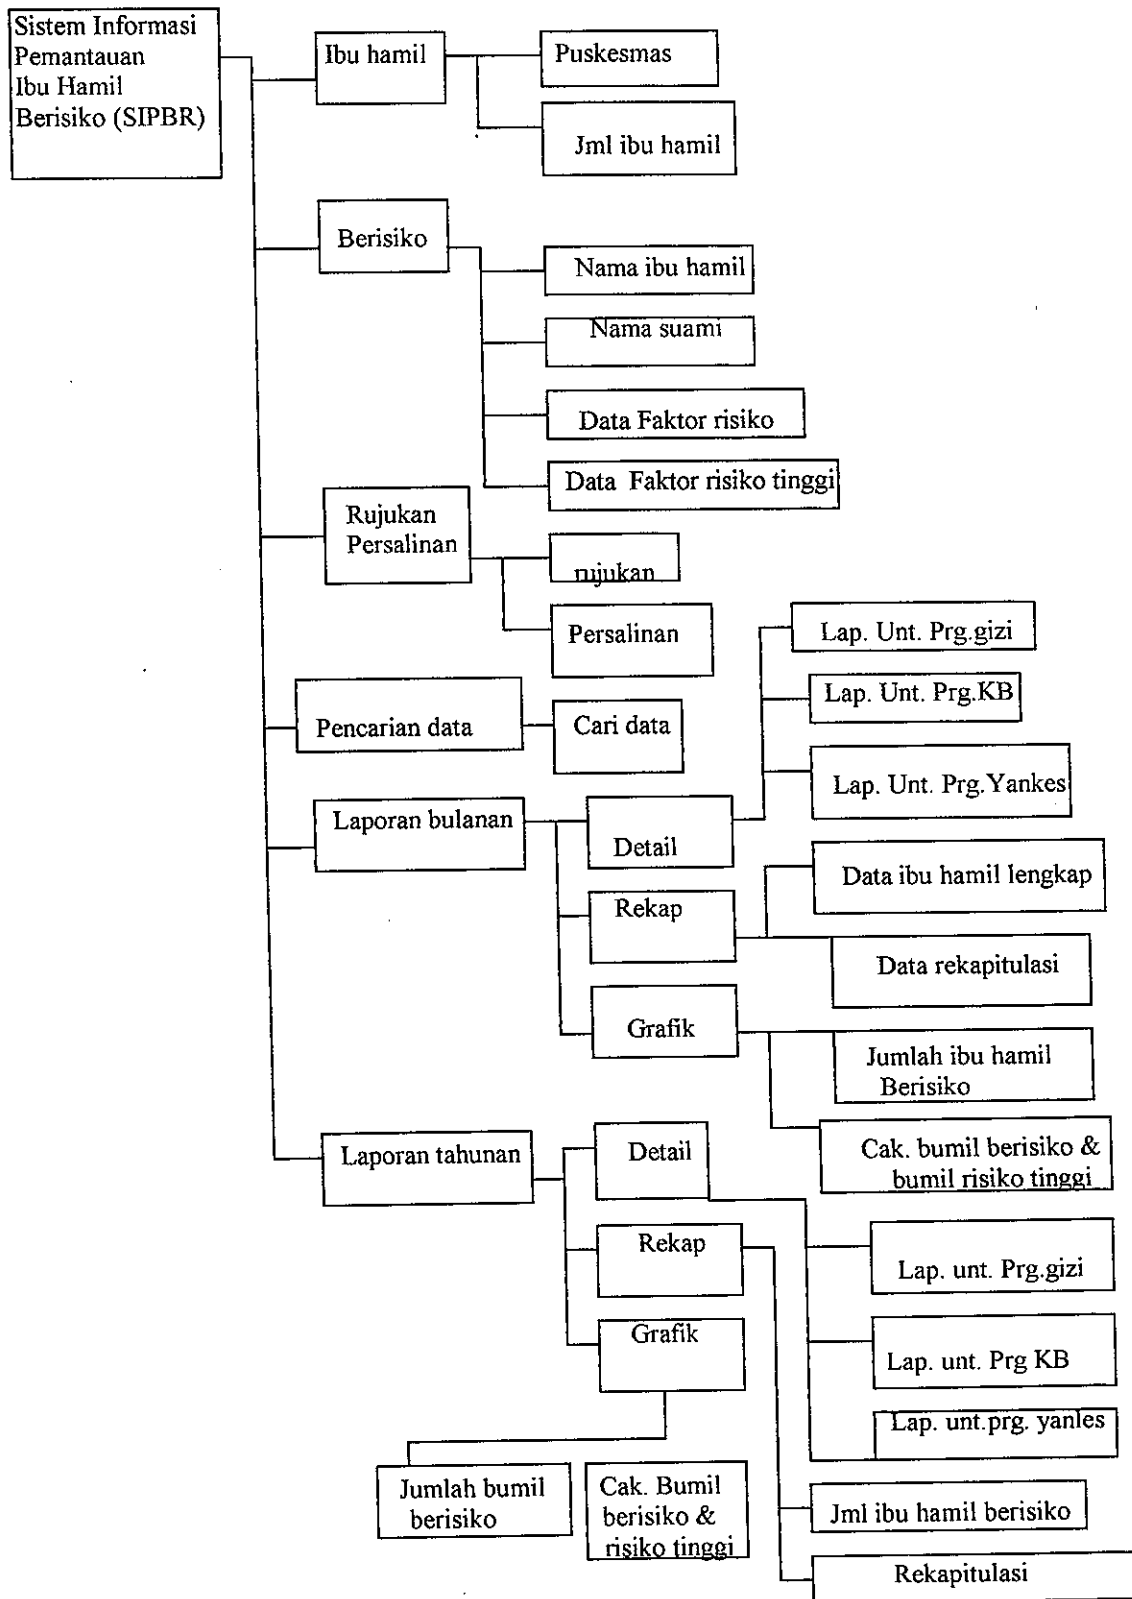 Sistem Informasi
Pemantauan
Ibu Hamil
Berisiko (SIPBR)
Ibu hamil
Puskesmas
Jml ibu hamil
Berisiko
Nama ibu hamil
Nama suami
Data Faktor risiko
Data Faktor risiko tinggi
Rujukan
Persalinan
rujukan
Persalinan
Pencarian data
Cari data
Laporan bulanan
Detail
Lap. Unt. Prg.gizi
Lap. Unt. Prg.KB
Lap. Unt. Prg.Yankes
Rekap
Data ibu hamil lengkap
Data rekapitulasi
Grafik
Jumlah ibu hamil
Berisiko
Cak. bumil berisiko &
bumil risiko tinggi
Laporan tahunan
Detail
Lap. unt. Prg.gizi
Lap. unt. Prg KB
Lap. unt.prg. yanles
Rekap
Jml ibu hamil berisiko
Rekapitulasi
Grafik
Jumlah bumil
berisiko
Cak. Bumil
berisiko &
risiko tinggi